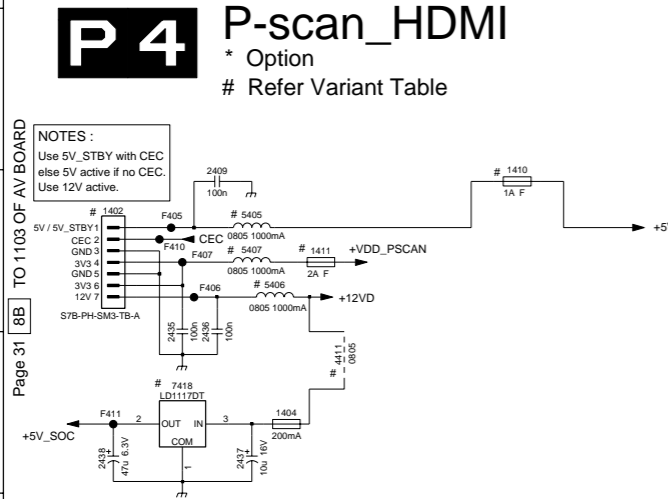 P 4
P-scan_HDMI
* Option
# Refer Variant Table
NOTES :
Use 5V_STBY with CEC
else 5V active if no CEC.
Use 12V active.
TO 1103 OF AV BOARD
8B
Page 31
# 1402
5V / 5V_STBY 1
CEC 2
GND 3
3V3 4
GND 5
3V3 6
12V 7
S7B-PH-SM3-TB-A
F405
F410
CEC
F407
F406
2409
100n
# 5405
0805 1000mA
# 5407
0805 1000mA
# 1411
2A F
+VDD_PSCAN
# 5406
0805 1000mA
+12VD
# 1410
1A F
2435
100n
2436
100n
# 4411
0805
# 7418
LD1117DT
OUT IN
COM
2
3
1
F411
+5V_SOC
1404
200mA
2438
+
47u 6.3V
2437
+
10u 16V